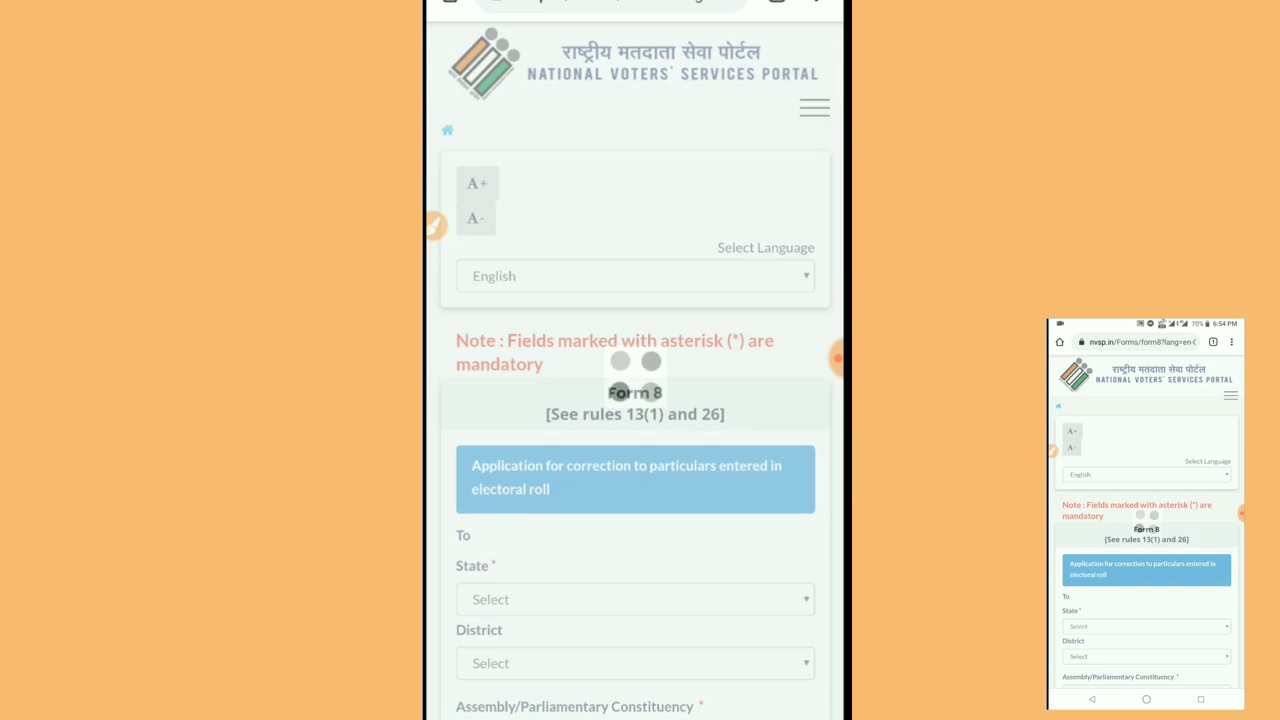 राष्ट्रीय मतदाता सेवा पोर्टल
NATIONAL VOTERS' SERVICES PORTAL
A+
A-
Select Language
English
Note : Fields marked with asterisk (*) are
mandatory
Form 8
[See rules 13(1) and 26]
Application for correction to particulars entered in
electoral roll
To
State *
Select
District
Select
Assembly/Parliamentary Constituency *
70% 6:54 PM
nvsp.in/Forms/form8?lang=en-G
1
राष्ट्रीय मतदाता सेवा पोर्टल
NATIONAL VOTERS' SERVICES PORTAL
A+
A-
Select Language
English
Note : Fields marked with asterisk (*) are
mandatory
Form 8
[See rules 13(1) and 26]
Application for correction to particulars entered in
electoral roll
To
State *
Select
District
Select
Assembly/Parliamentary Constituency *